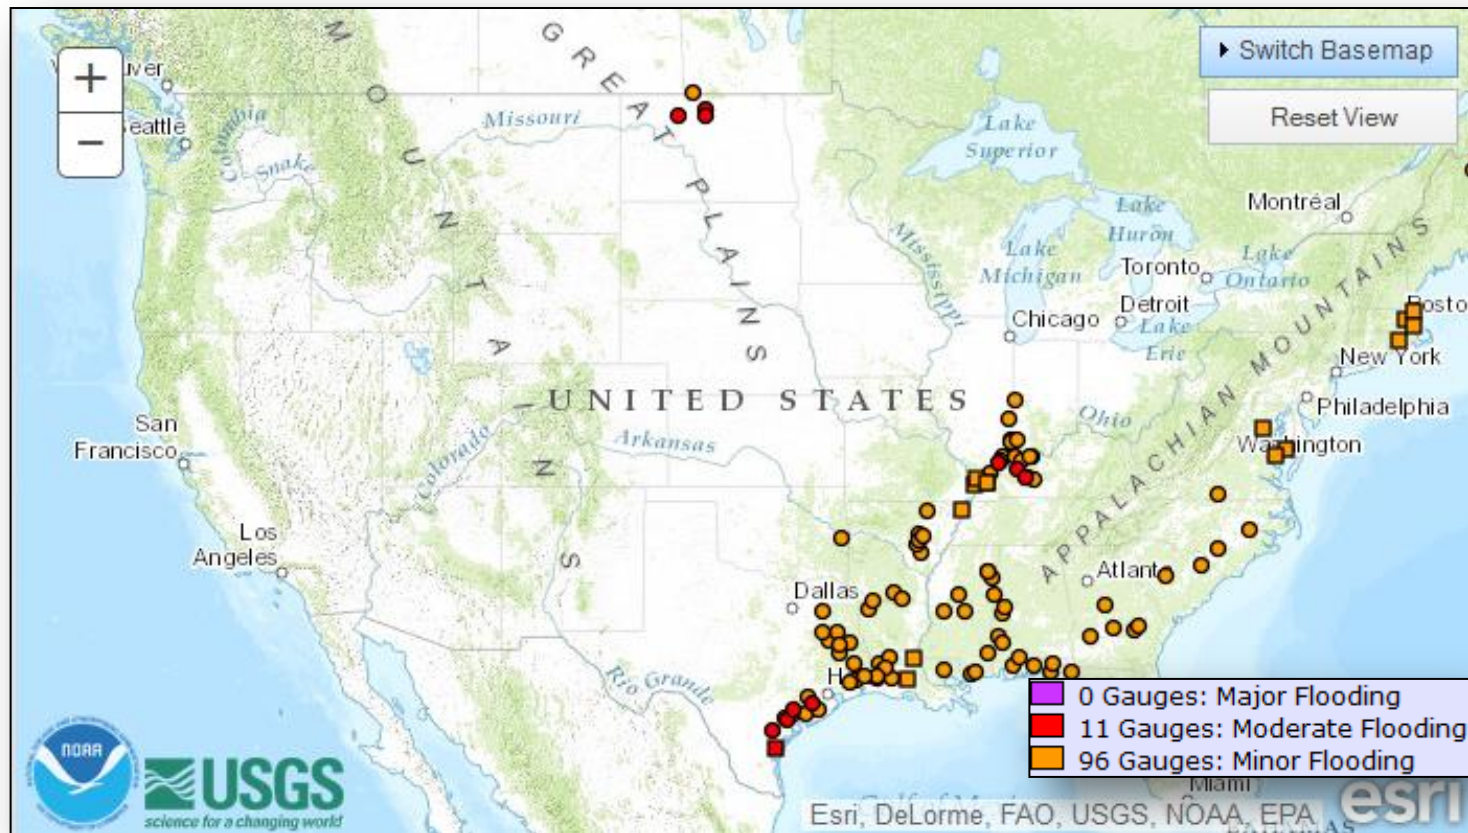 Switch Basemap
Reset View
+
−
GREAT PLAINS
MOUNTAINS
Missouri
Columbia
Seattle
Snake
Lake
Superior
Montréal
Lake
Huron
Lake
Michigan
Lake
Ontario
Toronto
Mississippi
Detroit
Chicago
Lake
Erie
New York
UNITED STATES
Philadelphia
Ohio
APPALACHIAN MOUNTAINS
Washington
San
Francisco
Arkansas
Colorado
Los
Angeles
Atlanta
Dallas
Rio Grande
0 Gauges: Major Flooding
11 Gauges: Moderate Flooding
96 Gauges: Minor Flooding
Miami
NOAA
USGS
science for a changing world
Esri, DeLorme, FAO, USGS, NOAA, EPA
esri